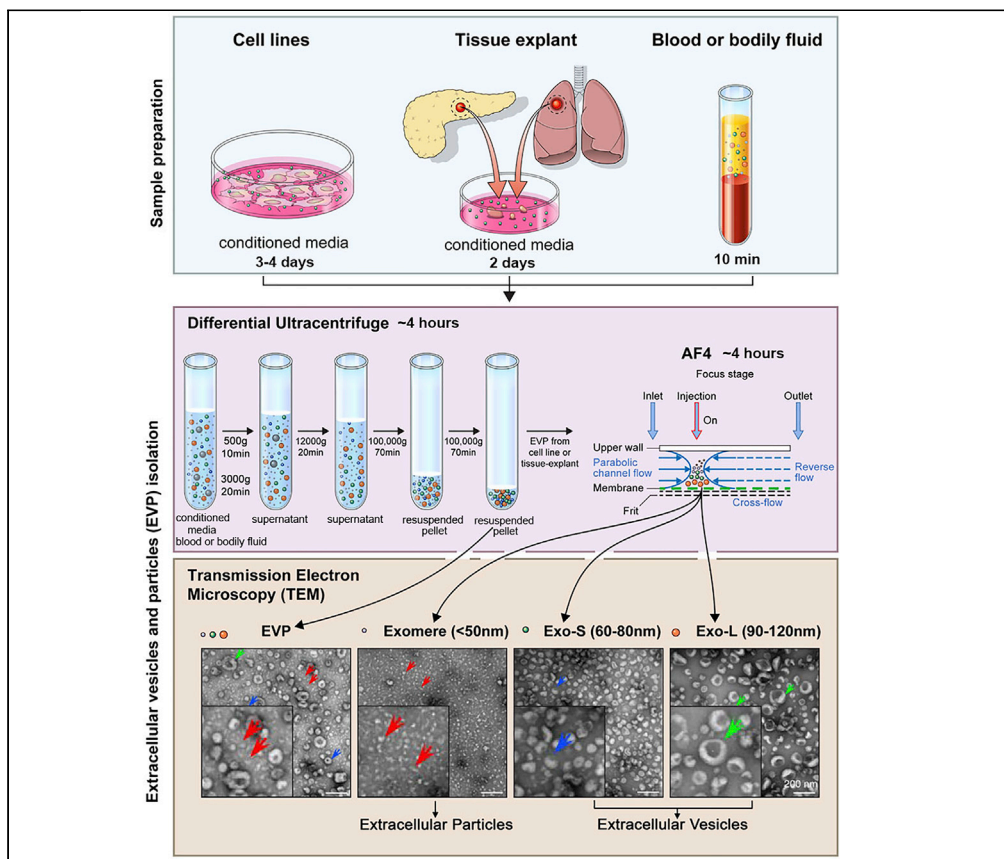 Sample preparation
Cell lines
Tissue explant
Blood or bodily fluid
conditioned media
3-4 days
conditioned media
2 days
10 min
Extracellular vesicles and particles (EVP) isolation
Differential Ultracentrifuge ~4 hours
500g
10min
3000g
20min
12000g
20min
100,000g
70min
100,000g
70min
EVP from
cell line or
tissue-explant
conditioned
media
blood or bodily fluid
supernatant
supernatant
resuspended
pellet
resuspended
pellet
AF4 ~4 hours
Focus stage
Inlet
Injection
Outlet
On
Upper wall
Parabolic
channel flow
Reverse
flow
Membrane
Frit
Cross-flow
Transmission Electron
Microscopy (TEM)
EVP
Exomere (<50nm)
Exo-S (60-80nm)
Exo-L (90-120nm)
200 nm
Extracellular Particles
Extracellular Vesicles